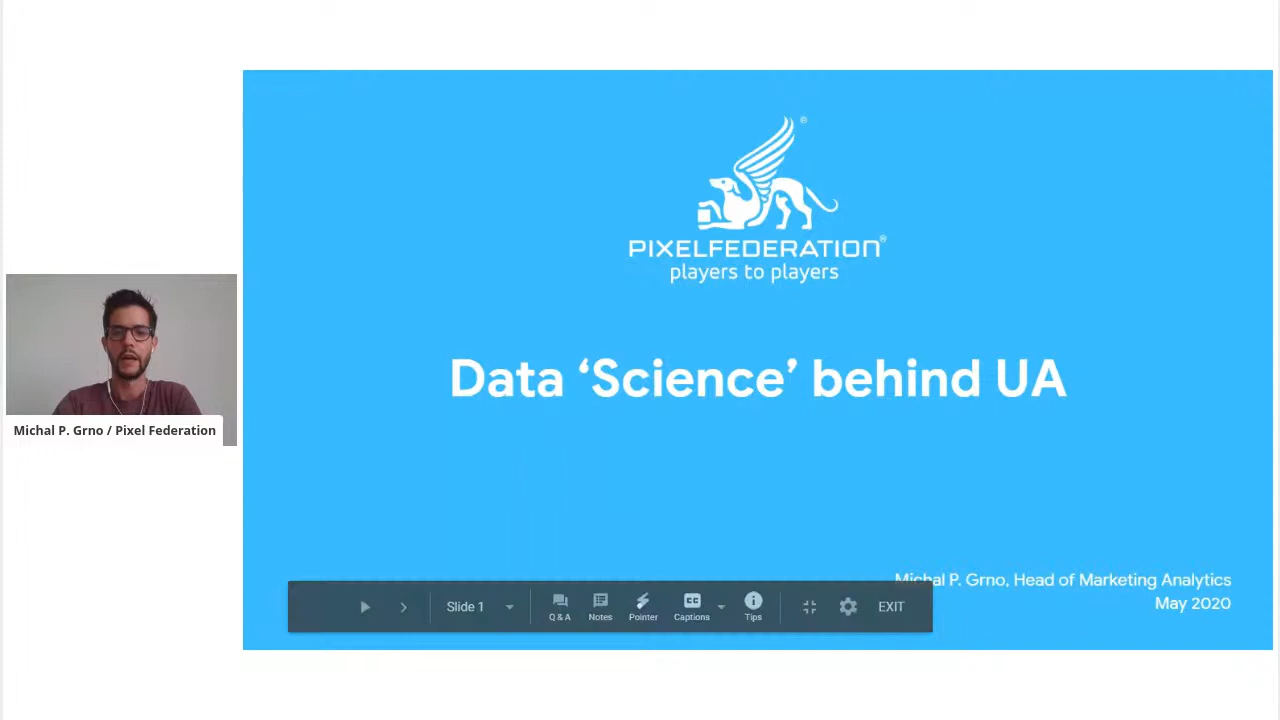 ®
PIXELFEDERATION®
players to players
Data ‘Science’ behind UA
Michal P. Grno / Pixel Federation
Michal P. Grno, Head of Marketing Analytics
May 2020
Slide 1
Q & A
Notes
CC
Captions
Tips
Pointer
EXIT